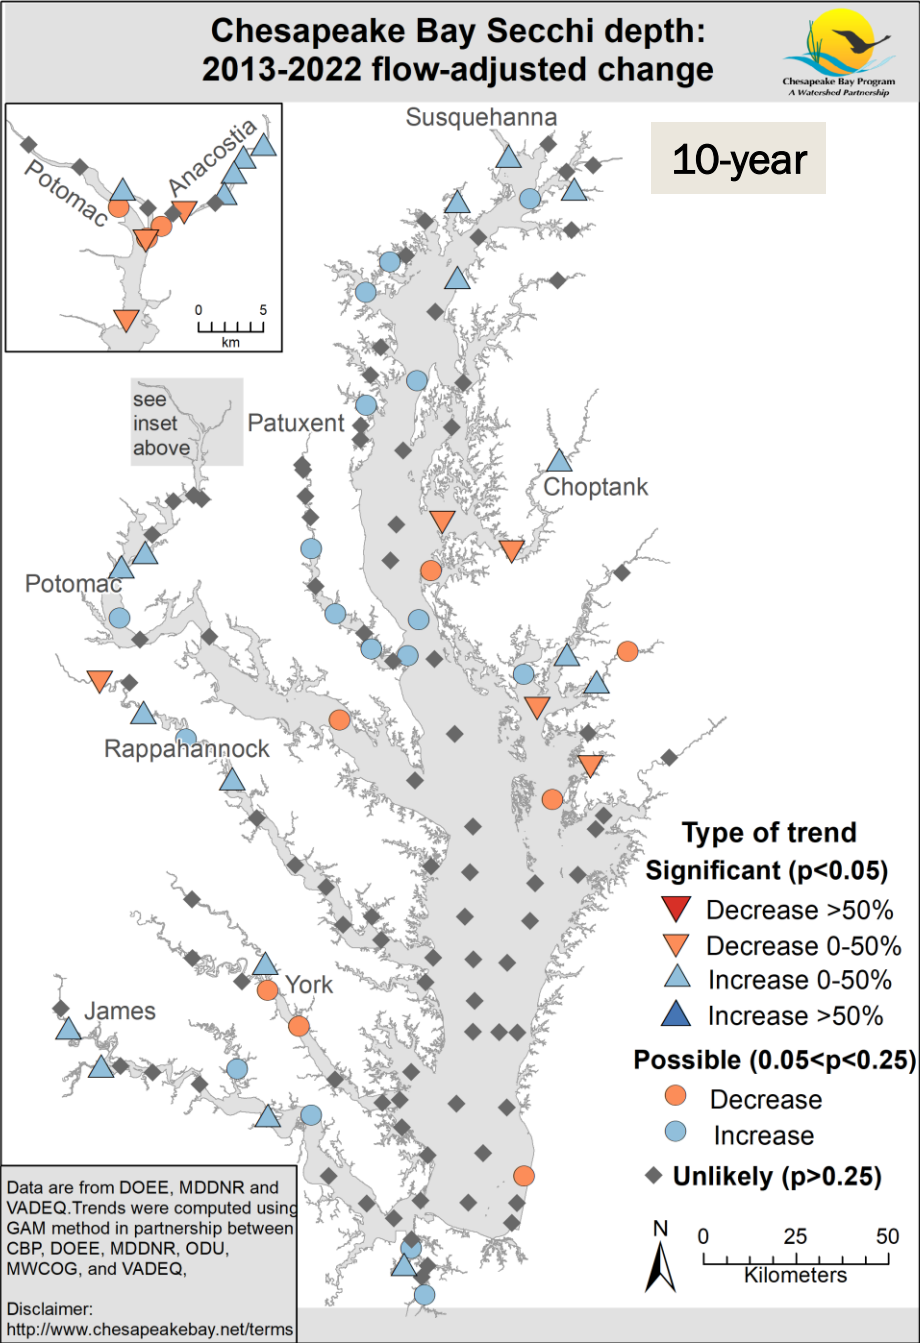 Chesapeake Bay Secchi depth:
2013-2022 flow-adjusted change
Chesapeake Bay Program
A Watershed Partnership
10-year
Susquehanna
Potomac
Anacostia
0 5
km
see
inset
above
Patuxent
Choptank
Potomac
Rappahannock
York
James
Type of trend
Significant (p<0.05)
Decrease >50%
Decrease 0-50%
Increase 0-50%
Increase >50%
Possible (0.05<p<0.25)
Decrease
Increase
Unlikely (p>0.25)
N
0 25 50
Kilometers
Data are from DOEE, MDDNR and
VADEQ.Trends were computed using
GAM method in partnership between
CBP, DOEE, MDDNR, ODU,
MWCOG, and VADEQ,
Disclaimer:
http://www.chesapeakebay.net/terms